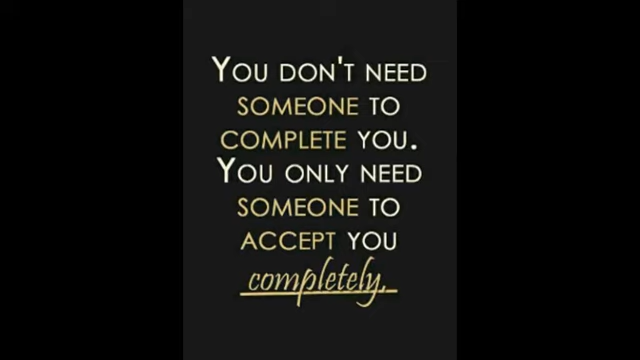 YOU DON'T NEED
SOMEONE TO
COMPLETE YOU.
YOU ONLY NEED
SOMEONE TO
ACCEPT YOU
completely.